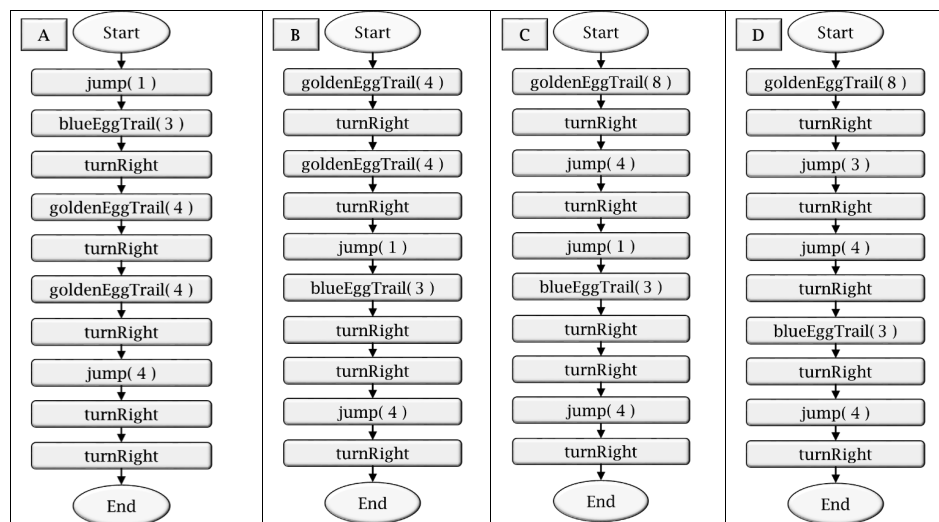 A
Start
jump( 1 )
blueEggTrail( 3 )
turnRight
goldenEggTrail( 4 )
turnRight
goldenEggTrail( 4 )
turnRight
jump( 4 )
turnRight
turnRight
End
B
Start
goldenEggTrail( 4 )
turnRight
goldenEggTrail( 4 )
turnRight
jump( 1 )
blueEggTrail( 3 )
turnRight
turnRight
jump( 4 )
turnRight
End
C
Start
goldenEggTrail( 8 )
turnRight
jump( 4 )
turnRight
jump( 1 )
blueEggTrail( 3 )
turnRight
turnRight
jump( 4 )
turnRight
End
D
Start
goldenEggTrail( 8 )
turnRight
jump( 3 )
turnRight
jump( 4 )
turnRight
blueEggTrail( 3 )
turnRight
jump( 4 )
turnRight
End